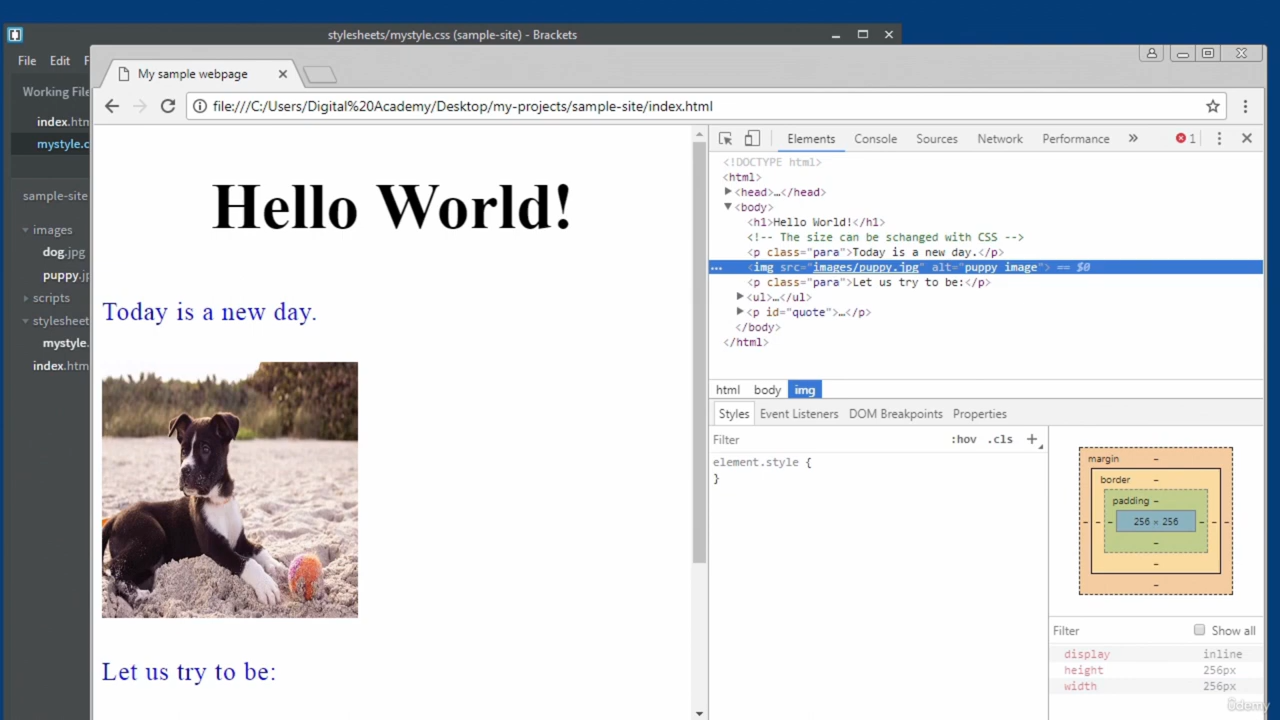 stylesheets/mystyle.css (sample-site) - Brackets
File Edit F
Working File
index.htm
mystyle.c
sample-site
images
dog.jpg
puppy.jp
scripts
stylesheet
mystyle.
index.htm
My sample webpage
file:///C:/Users/Digital%20Academy/Desktop/my-projects/sample-site/index.html
Hello World!
Today is a new day.
Let us try to be:
Elements Console Sources Network Performance » 1
<!DOCTYPE html>
<html>
<head>…</head>
<body>
<h1>Hello World!</h1>
<!-- The size can be schanged with CSS -->
<p class="para">Today is a new day.</p>
<img src="images/puppy.jpg" alt="puppy image"> == $0
<p class="para">Let us try to be:</p>
<ul>…</ul>
<p id="quote">…</p>
</body>
</html>
html body img
Styles Event Listeners DOM Breakpoints Properties
Filter :hov .cls +
element.style {
}
margin –
border –
padding –
256 × 256
Filter Show all
display inline
height 256px
width 256px
ûdemy